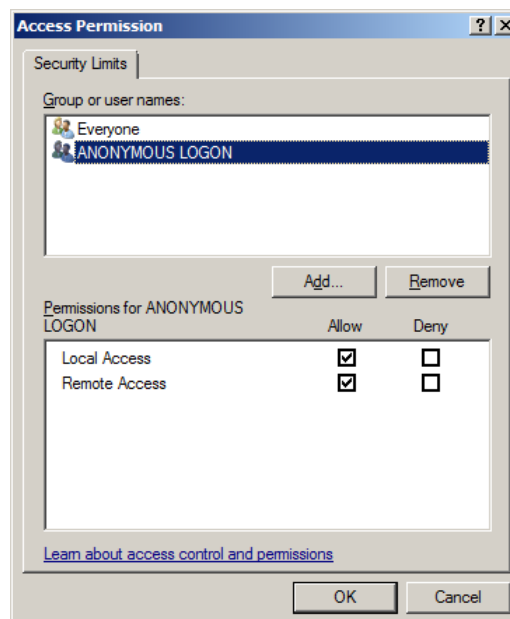 Access Permission
Security Limits
Group or user names:
Everyone
ANONYMOUS LOGON
Add... Remove
Permissions for ANONYMOUS
LOGON Allow Deny
Local Access
Remote Access
Learn about access control and permissions
OK Cancel